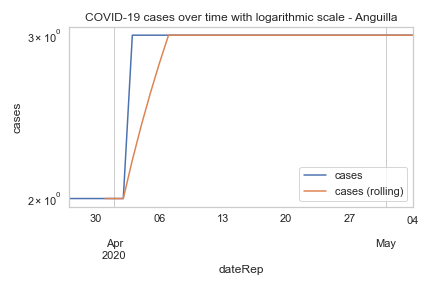 COVID-19 cases over time with logarithmic scale - Anguilla
3 × 10⁰
cases
2 × 10⁰
cases
cases (rolling)
30 06 13 20 27 04
Apr May
2020
dateRep